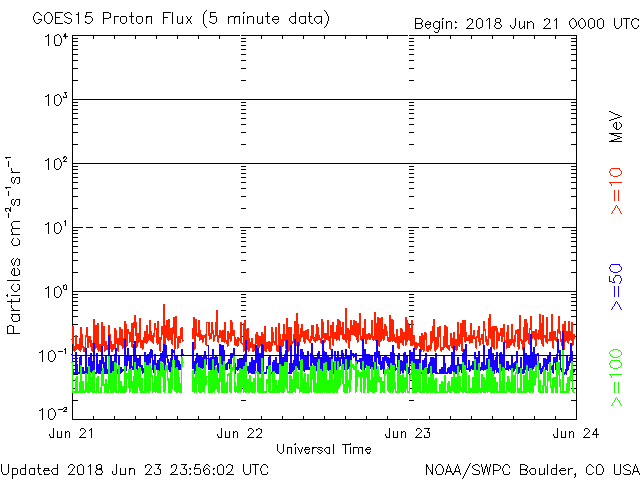 GOES15 Proton Flux (5 minute data)
Begin: 2018 Jun 21 0000 UTC
10⁴
10³
10²
10¹
10⁰
10⁻¹
10⁻²
Particles cm⁻²s⁻¹sr⁻¹
MeV
>=10
>=50
>=100
Jun 21 Jun 22 Jun 23 Jun 24
Universal Time
Updated 2018 Jun 23 23:56:02 UTC
NOAA/SWPC Boulder, CO USA